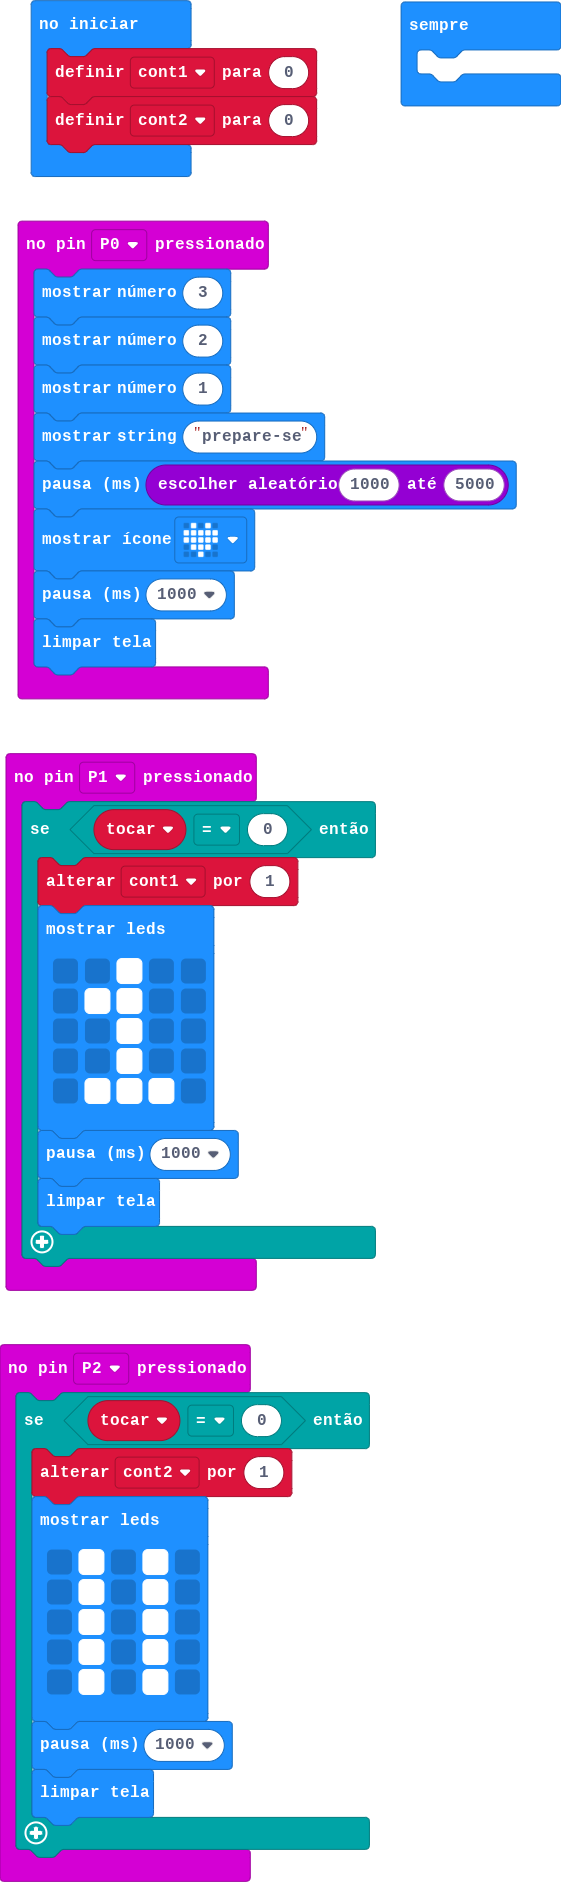 no iniciar
definir cont1 para 0
definir cont2 para 0
sempre
no pin P0 pressionado
mostrar número 3
mostrar número 2
mostrar número 1
mostrar string "prepare-se"
pausa (ms) escolher aleatório 1000 até 5000
mostrar ícone
pausa (ms) 1000
limpar tela
no pin P1 pressionado
se tocar = 0 então
alterar cont1 por 1
mostrar leds
pausa (ms) 1000
limpar tela
no pin P2 pressionado
se tocar = 0 então
alterar cont2 por 1
mostrar leds
pausa (ms) 1000
limpar tela